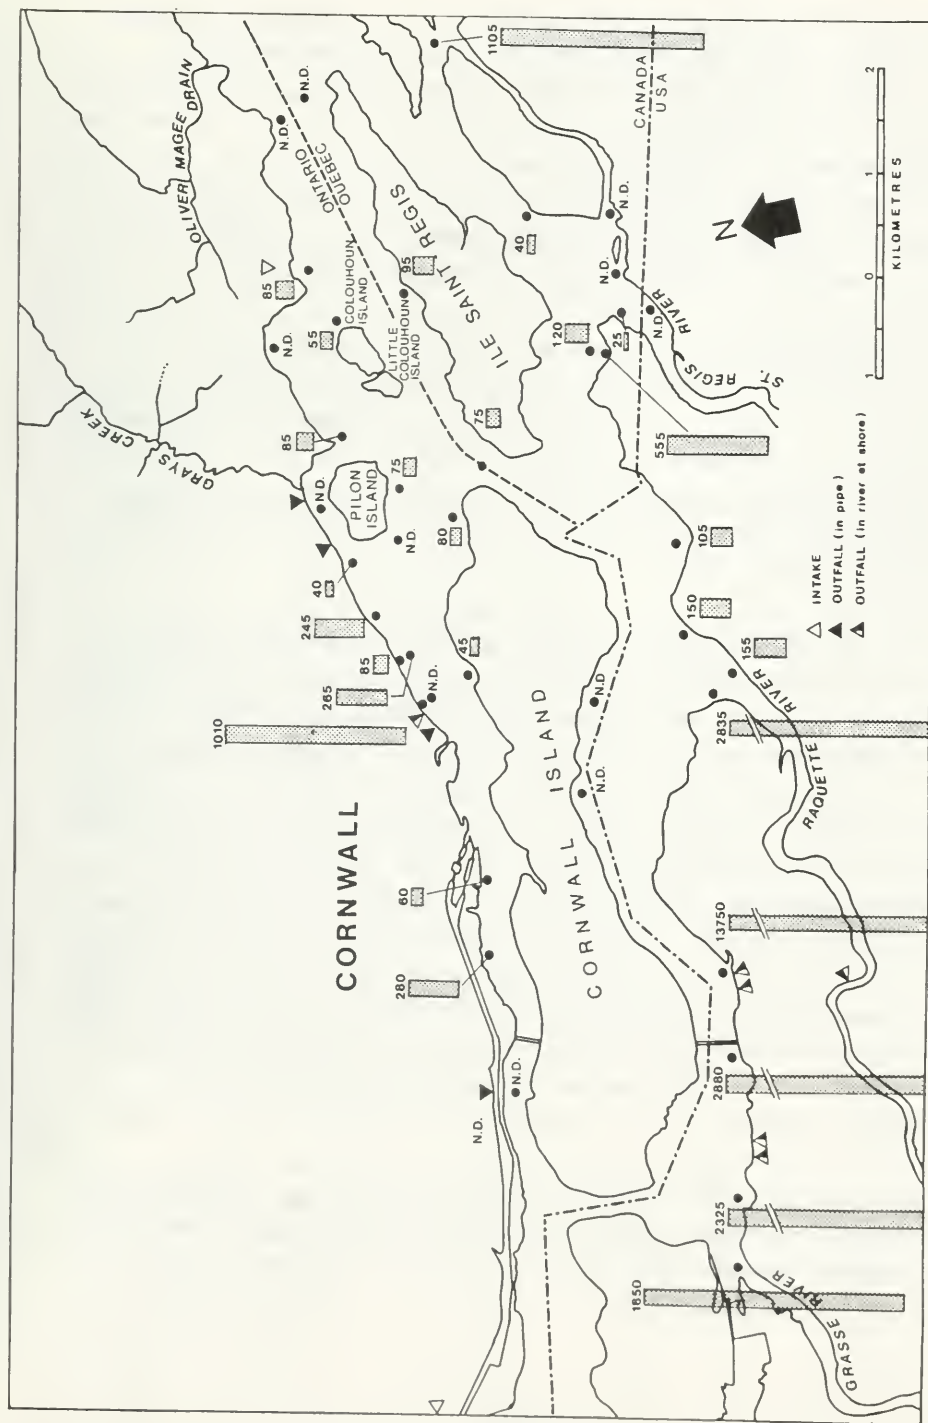 OLIVER MAGEE DRAIN
GRAYS CREEK
N.D.
N.D.
ONTARIO
QUEBEC
85
N.D.
55
COLOUHOUN
ISLAND
LITTLE
COLOUHOUN
ISLAND
95
ILE SAINT REGIS
75
40
1105
CANADA
USA
N.D.
N.D.
N.D.
120
25
ST. REGIS RIVER
555
85
N.D.
PILON
ISLAND
75
N.D.
80
40
245
85
265
N.D.
1010
45
CORNWALL
60
280
N.D.
N.D.
CORNWALL ISLAND
N.D.
N.D.
105
150
155
2835
RAQUETTE RIVER
13750
2880
2325
1650
GRASSE RIVER
N
1 0 1 2
KILOMETRES
INTAKE
OUTFALL (in pipe)
OUTFALL (in river at shore)